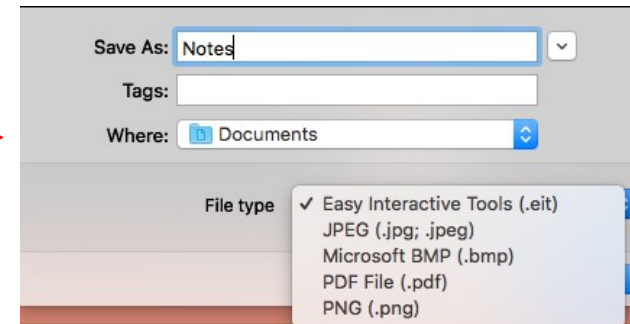 Save As: Notes
Tags:
Where: Documents
File type ✓ Easy Interactive Tools (.eit)
JPEG (.jpg; .jpeg)
Microsoft BMP (.bmp)
PDF File (.pdf)
PNG (.png)